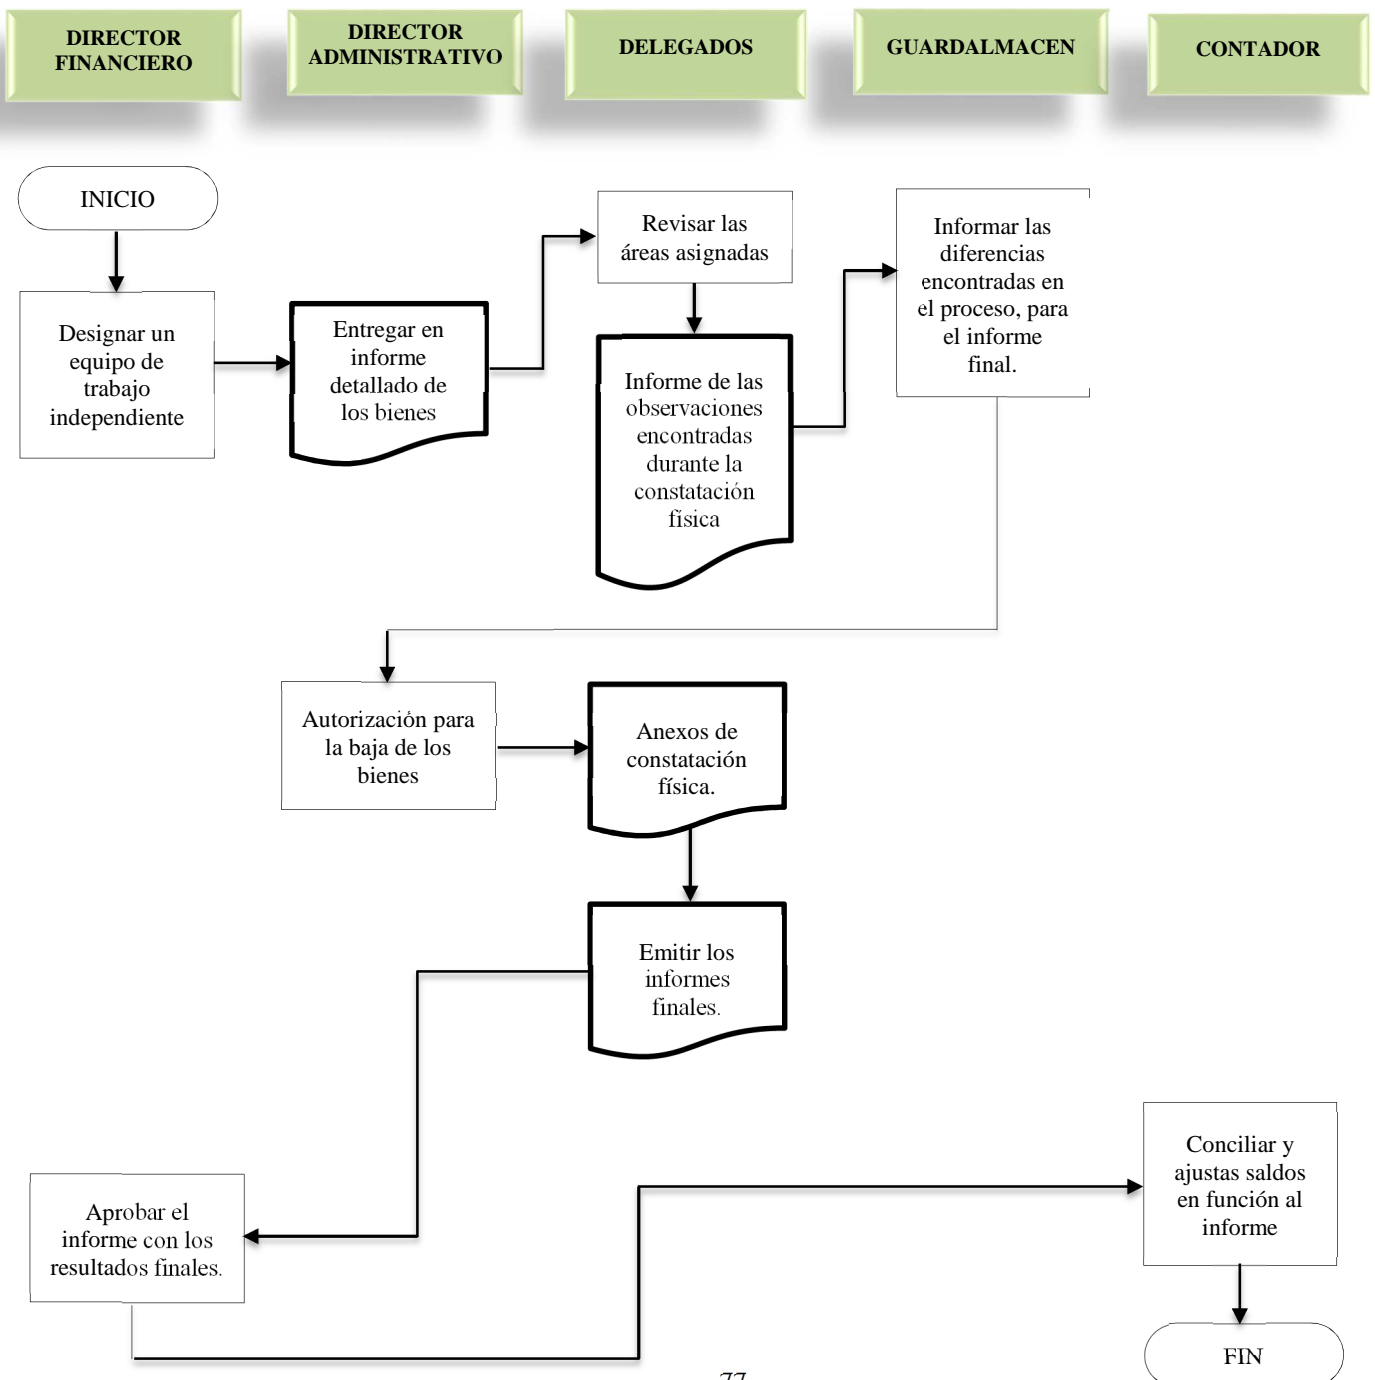 DIRECTOR
FINANCIERO
DIRECTOR
ADMINISTRATIVO
DELEGADOS
GUARDALMACEN
CONTADOR
INICIO
Designar un
equipo de
trabajo
independiente
Entregar en
informe
detallado de
los bienes
Revisar las
áreas asignadas
Informe de las
observaciones
encontradas
durante la
constatación
física
Informar las
diferencias
encontradas en
el proceso, para
el informe
final.
Autorización para
la baja de los
bienes
Anexos de
constatación
física.
Emitir los
informes
finales.
Aprobar el
informe con los
resultados finales.
Conciliar y
ajustas saldos
en función al
informe
FIN
77